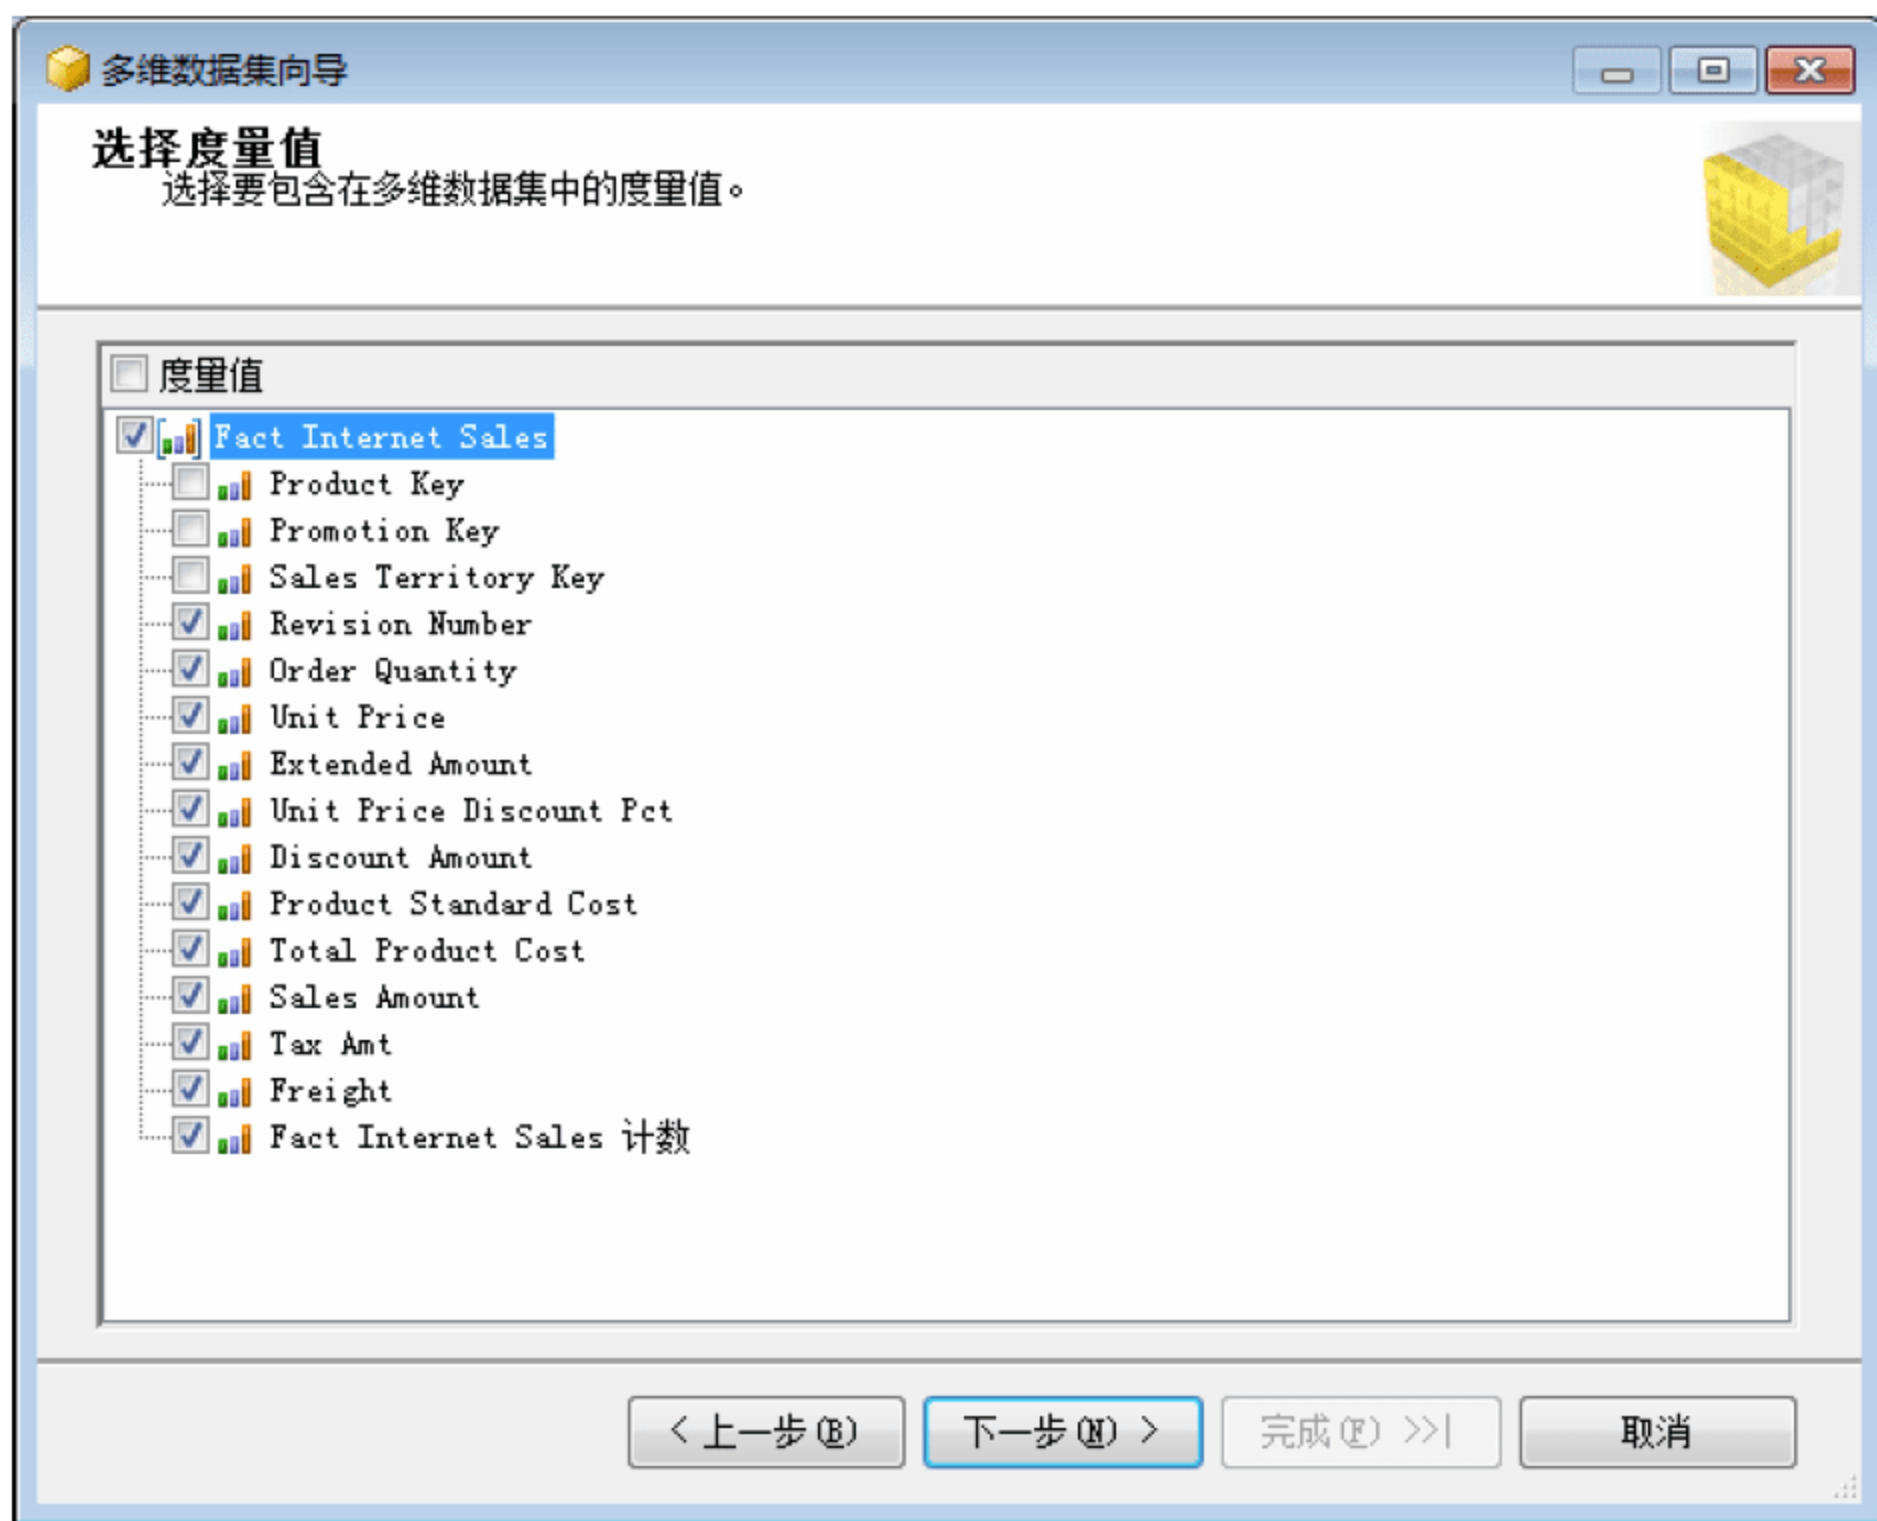 多维数据集向导
选择度量值
选择要包含在多维数据集中的度量值。
度量值
Fact Internet Sales
Product Key
Promotion Key
Sales Territory Key
Revision Number
Order Quantity
Unit Price
Extended Amount
Unit Price Discount Pct
Discount Amount
Product Standard Cost
Total Product Cost
Sales Amount
Tax Amt
Freight
Fact Internet Sales 计数
< 上一步(B) 下一步(N) > 完成(F) >>| 取消